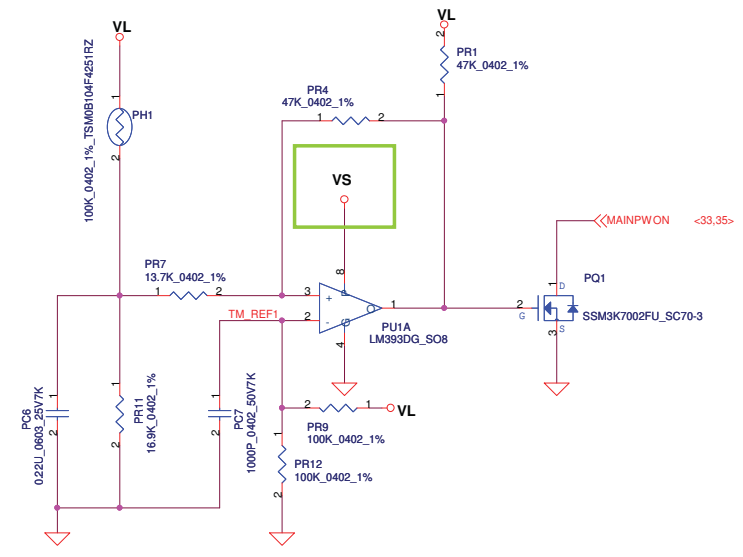 VL
1
PH1
2
100K_0402_1%_TSM0B104F4251RZ
VL
2
PR1
47K_0402_1%
1
PR4
47K_0402_1%
1
2
VS
8
PR7
13.7K_0402_1%
1
2
3
+
TM_REF1
2
-
1
PU1A
LM393DG_SO8
4
MAINPWON
<33,35>
PQ1
1
D
2
G
SSM3K7002FU_SC70-3
3
S
1
PC6
0.22U_0603_25V7K
2
1
PR11
16.9K_0402_1%
2
1
PC7
1000P_0402_50V7K
2
2
1
VL
PR9
100K_0402_1%
1
PR12
100K_0402_1%
2